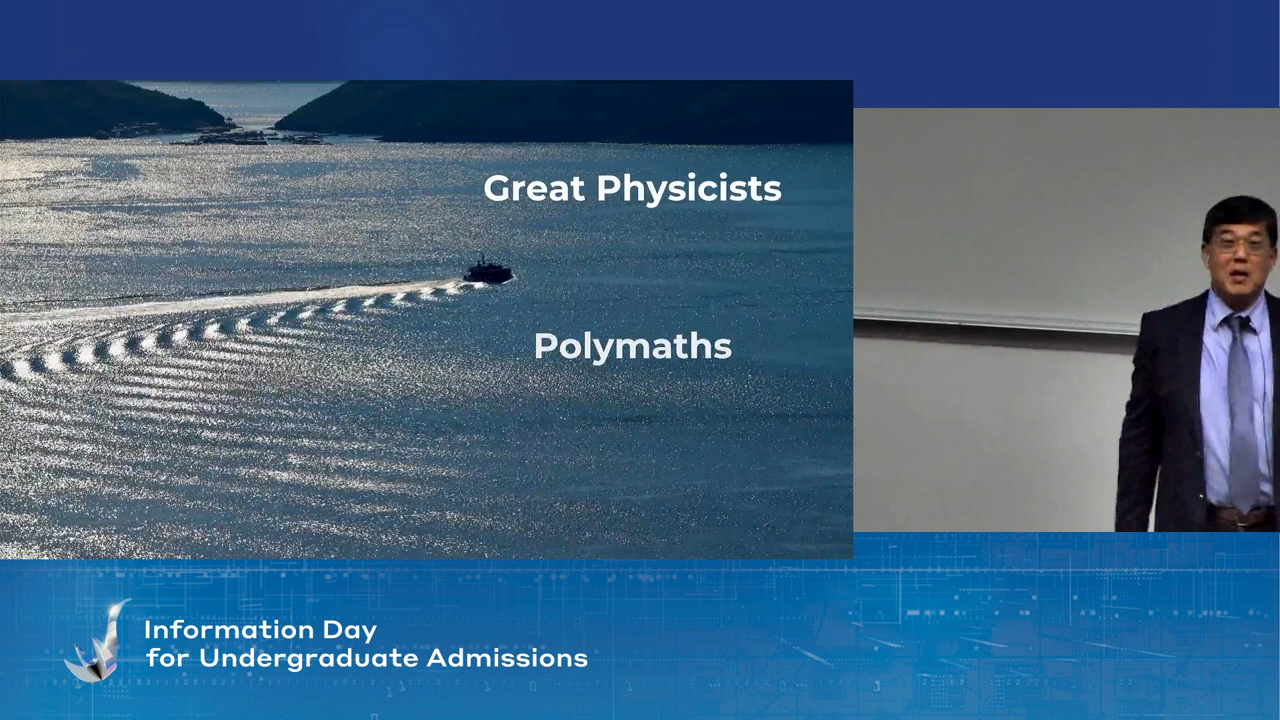 Great Physicists
Polymaths
Information Day
for Undergraduate Admissions